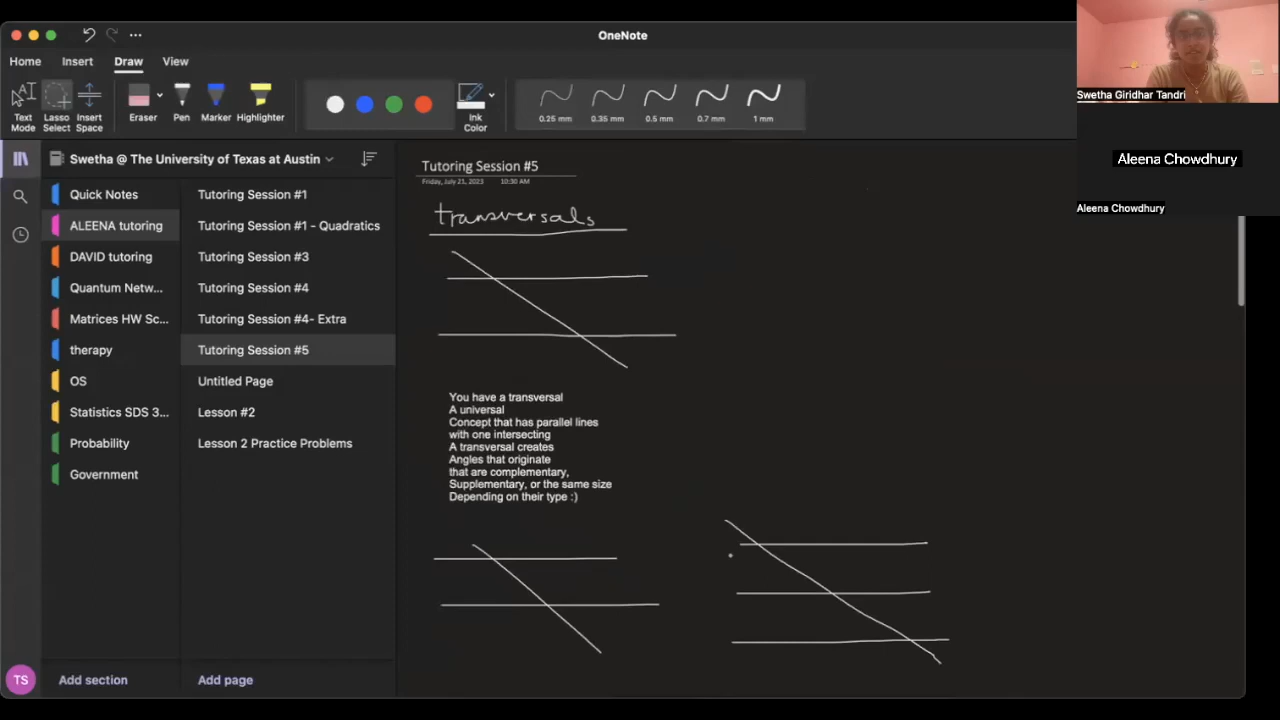 OneNote
Home Insert Draw View
Text Mode
Lasso Select
Insert Space
Eraser
Pen
Marker
Highlighter
Ink Color
0.25 mm
0.35 mm
0.5 mm
0.7 mm
1 mm
Swetha Giridhar Tandri
Aleena Chowdhury
Aleena Chowdhury
Swetha @ The University of Texas at Austin
Quick Notes
ALEENA tutoring
DAVID tutoring
Quantum Netw...
Matrices HW Sc...
therapy
OS
Statistics SDS 3...
Probability
Government
Tutoring Session #1
Tutoring Session #1 - Quadratics
Tutoring Session #3
Tutoring Session #4
Tutoring Session #4- Extra
Tutoring Session #5
Untitled Page
Lesson #2
Lesson 2 Practice Problems
TS
Add section
Add page
Tutoring Session #5
Friday, July 21, 2023 10:30 AM
transversals
You have a transversal
A universal
Concept that has parallel lines
with one intersecting
A transversal creates
Angles that originate
that are complementary,
Supplementary, or the same size
Depending on their type :)